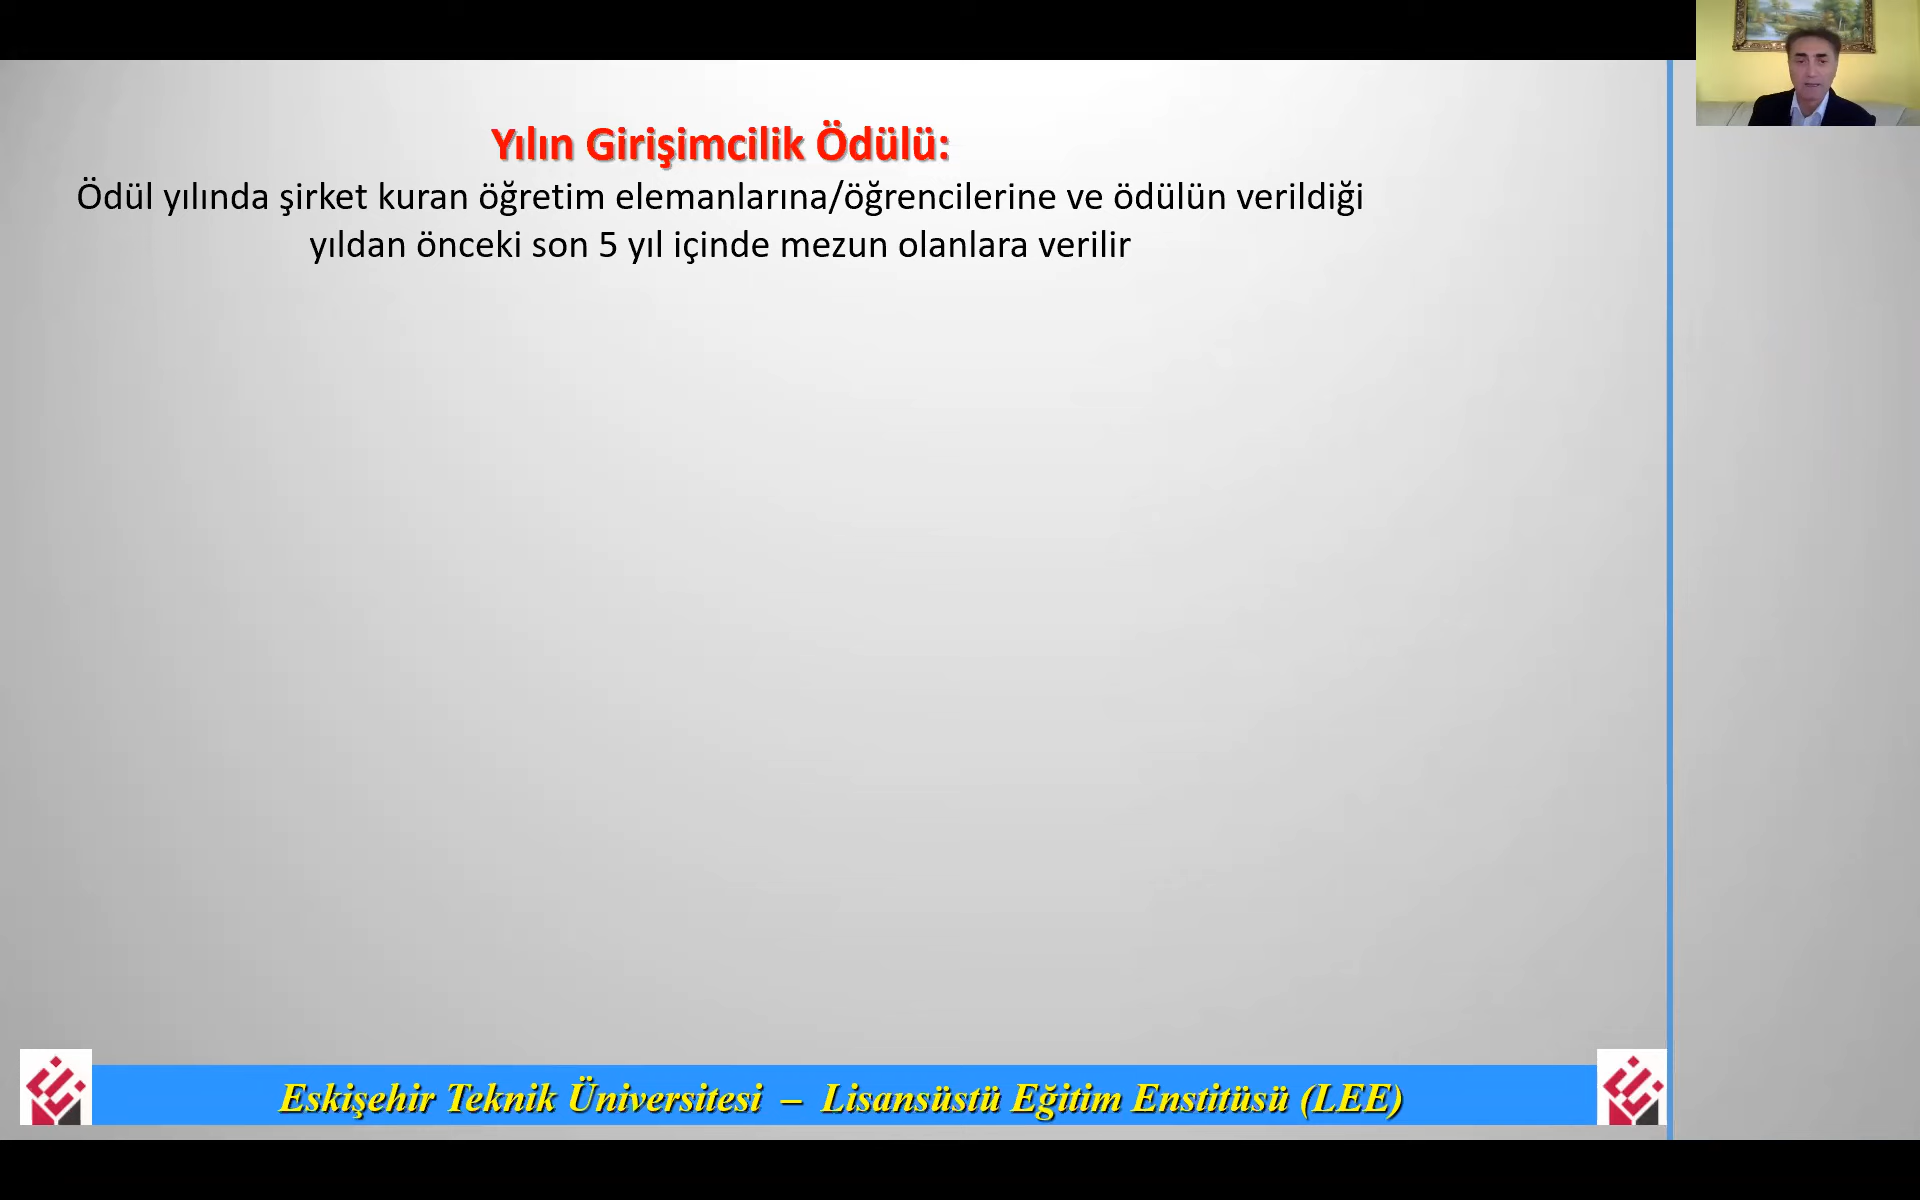 Yılın Girişimcilik Ödülü:
Ödül yılında şirket kuran öğretim elemanlarına/öğrencilerine ve ödülün verildiği
yıldan önceki son 5 yıl içinde mezun olanlara verilir
Eskişehir Teknik Üniversitesi – Lisansüstü Eğitim Enstitüsü (LEE)